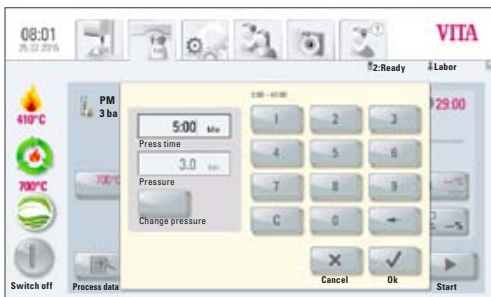 08:01
VITA
2:Ready
Labor
PM
3 ba
29:00
410°C
700°C
700°C
5:00 Min
Press time
3.0
Pressure
Change pressure
1 2 3
4 5 6
7 8 9
C 0
Cancel
Ok
Switch off
Process data
Start